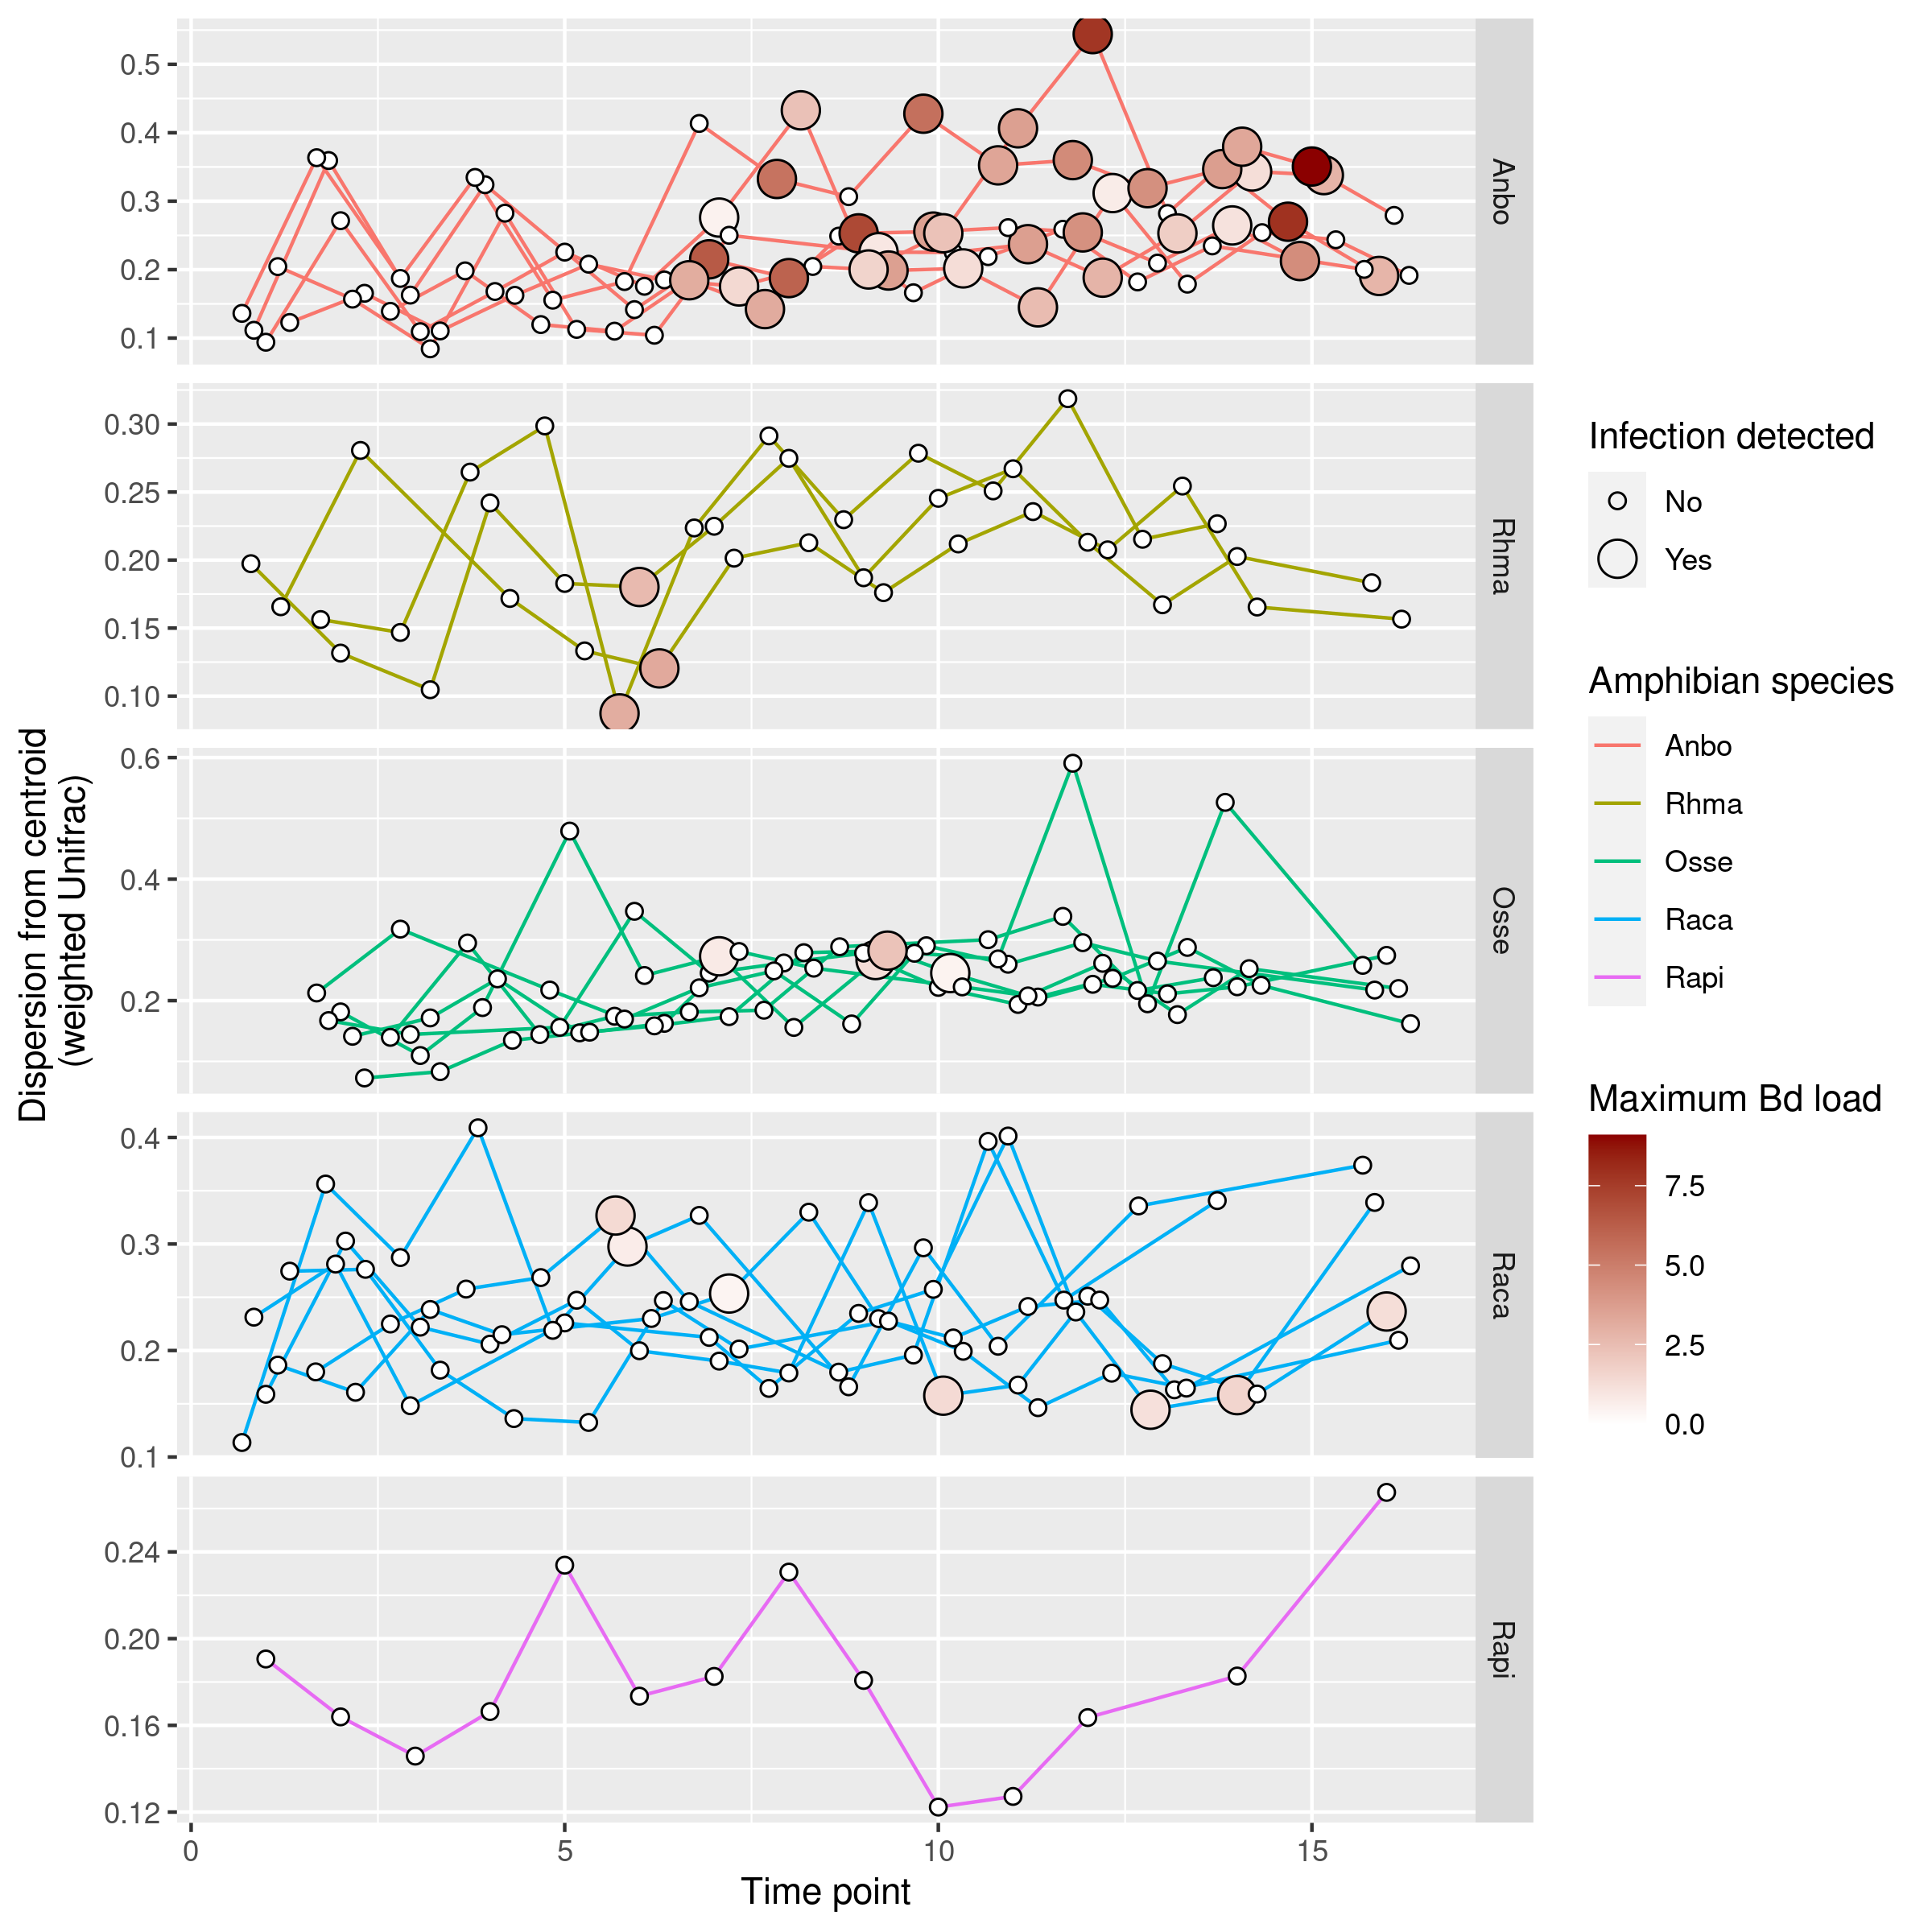 Dispersion from centroid
(weighted Unifrac)
0.5
0.4
0.3
0.2
0.1
Anbo
0.30
0.25
0.20
0.15
0.10
Rhma
0.6
0.4
0.2
Osse
0.4
0.3
0.2
0.1
Raca
0.24
0.20
0.16
0.12
Rapi
0
5
10
15
Time point
Infection detected
No
Yes
Amphibian species
Anbo
Rhma
Osse
Raca
Rapi
Maximum Bd load
7.5
5.0
2.5
0.0